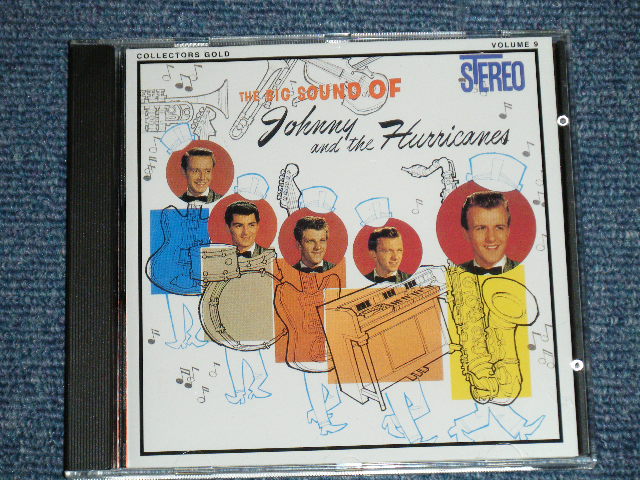 COLLECTORS GOLD
VOLUME 9
STEREO
THE BIG SOUND OF
Johnny
and the Hurricanes